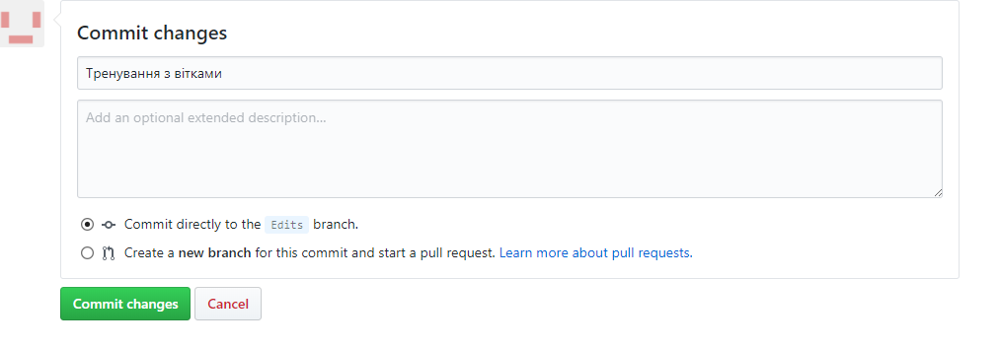 Commit changes
Тренування з вітками
Add an optional extended description...
Commit directly to the Edits branch.
Create a new branch for this commit and start a pull request. Learn more about pull requests.
Commit changes Cancel